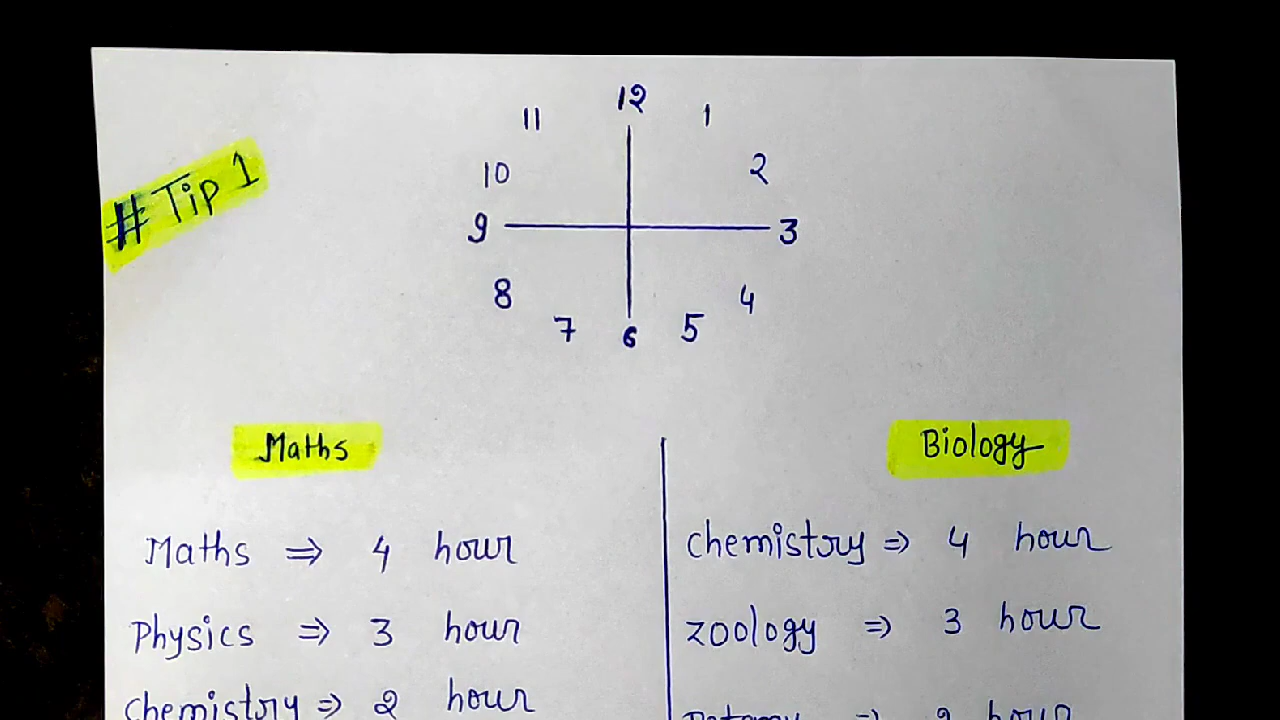 # Tip 1
12
11 1
10 2
9 3
8 4
7 5
6
Maths
Maths ⇒ 4 hour
Physics ⇒ 3 hour
Chemistry ⇒ 2 hour
Biology
Chemistry ⇒ 4 hour
Zoology ⇒ 3 hour
⇒ hour